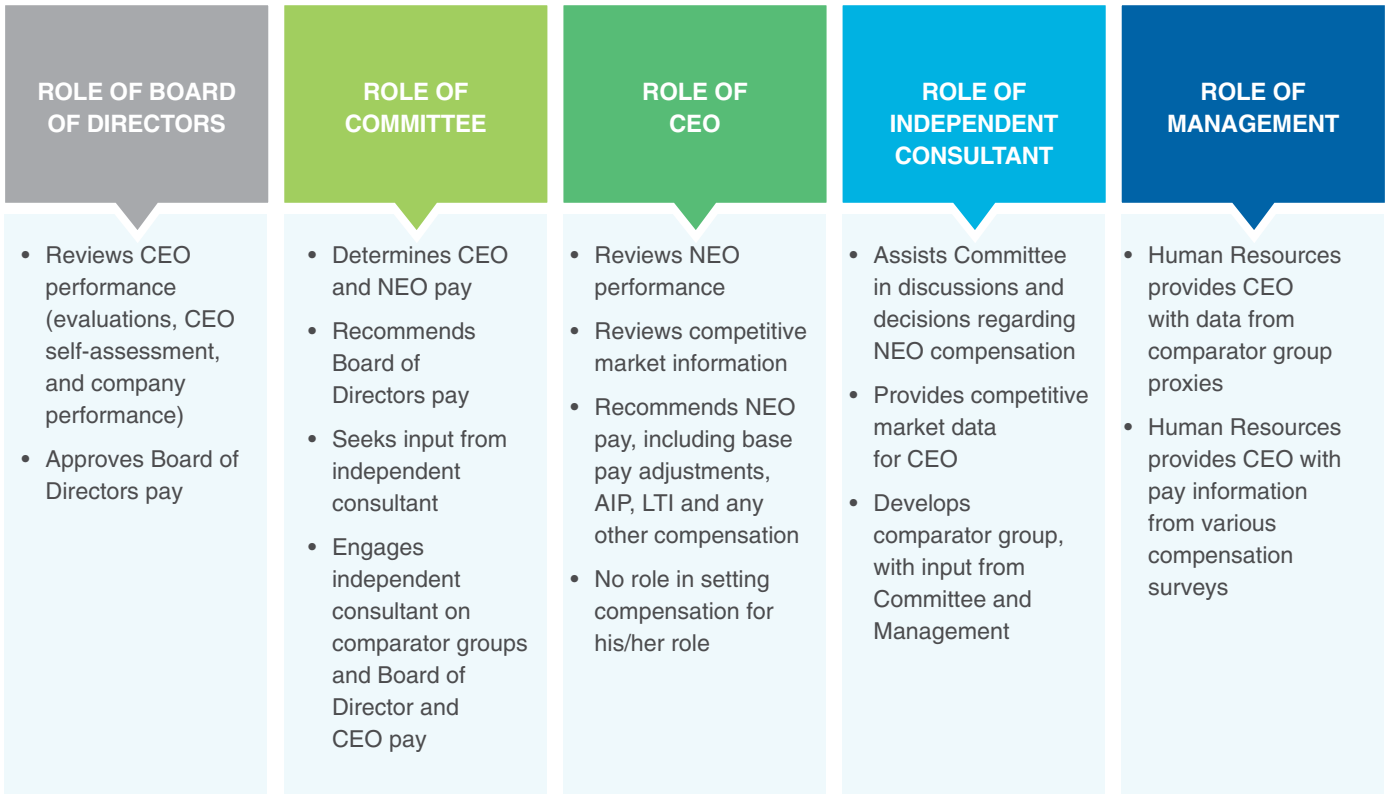 ROLE OF BOARD
OF DIRECTORS
• Reviews CEO
performance
(evaluations, CEO
self-assessment,
and company
performance)
• Approves Board of
Directors pay
ROLE OF
COMMITTEE
• Determines CEO
and NEO pay
• Recommends
Board of
Directors pay
• Seeks input from
independent
consultant
• Engages
independent
consultant on
comparator groups
and Board of
Director and
CEO pay
ROLE OF
CEO
• Reviews NEO
performance
• Reviews competitive
market information
• Recommends NEO
pay, including base
pay adjustments,
AIP, LTI and any
other compensation
• No role in setting
compensation for
his/her role
ROLE OF
INDEPENDENT
CONSULTANT
• Assists Committee
in discussions and
decisions regarding
NEO compensation
• Provides competitive
market data
for CEO
• Develops
comparator group,
with input from
Committee and
Management
ROLE OF
MANAGEMENT
• Human Resources
provides CEO
with data from
comparator group
proxies
• Human Resources
provides CEO with
pay information
from various
compensation
surveys